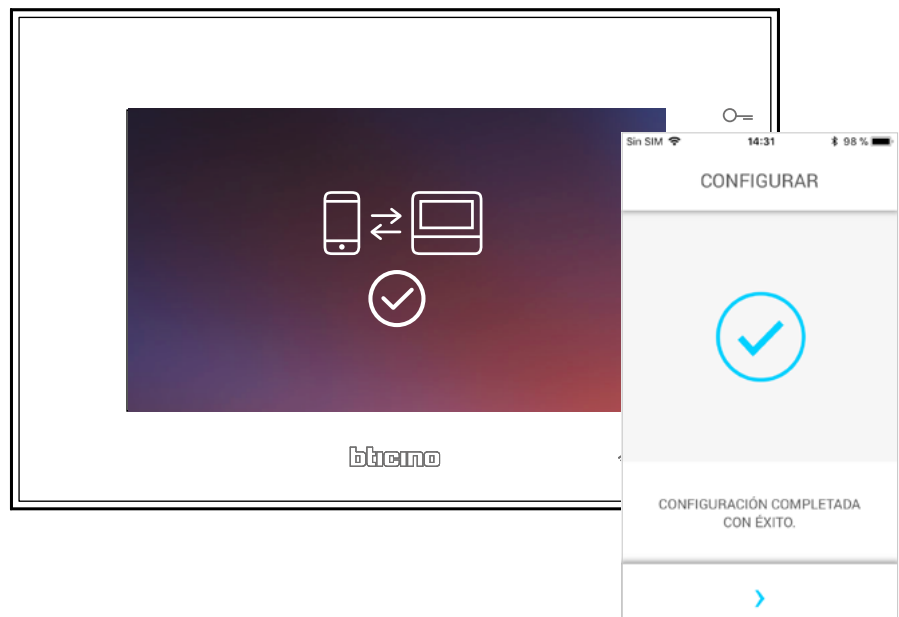 Sin SIM 14:31 98 %
CONFIGURAR
bticino
CONFIGURACIÓN COMPLETADA
CON ÉXITO.